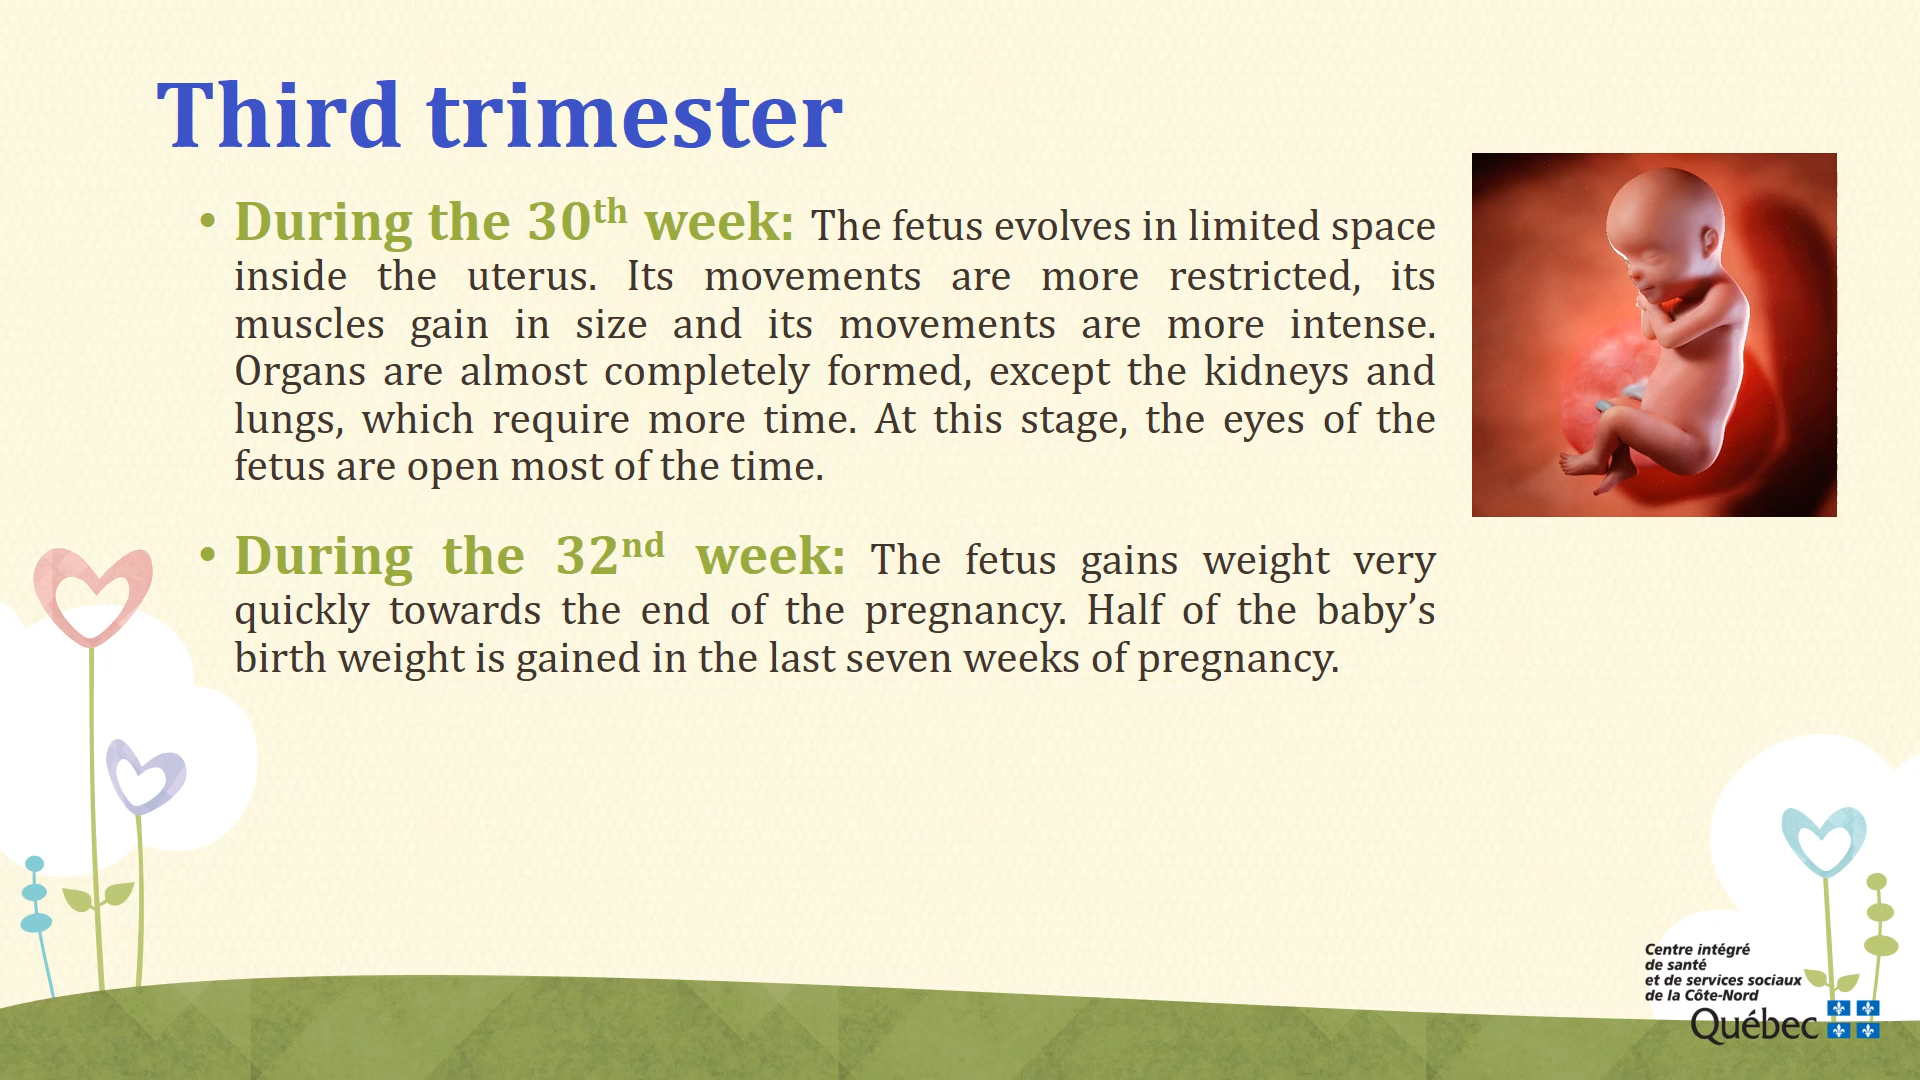 Third trimester
• During the 30th week: The fetus evolves in limited space
inside the uterus. Its movements are more restricted, its
muscles gain in size and its movements are more intense.
Organs are almost completely formed, except the kidneys and
lungs, which require more time. At this stage, the eyes of the
fetus are open most of the time.
• During the 32nd week: The fetus gains weight very
quickly towards the end of the pregnancy. Half of the baby’s
birth weight is gained in the last seven weeks of pregnancy.
Centre intégré
de santé
et de services sociaux
de la Côte-Nord
Québec